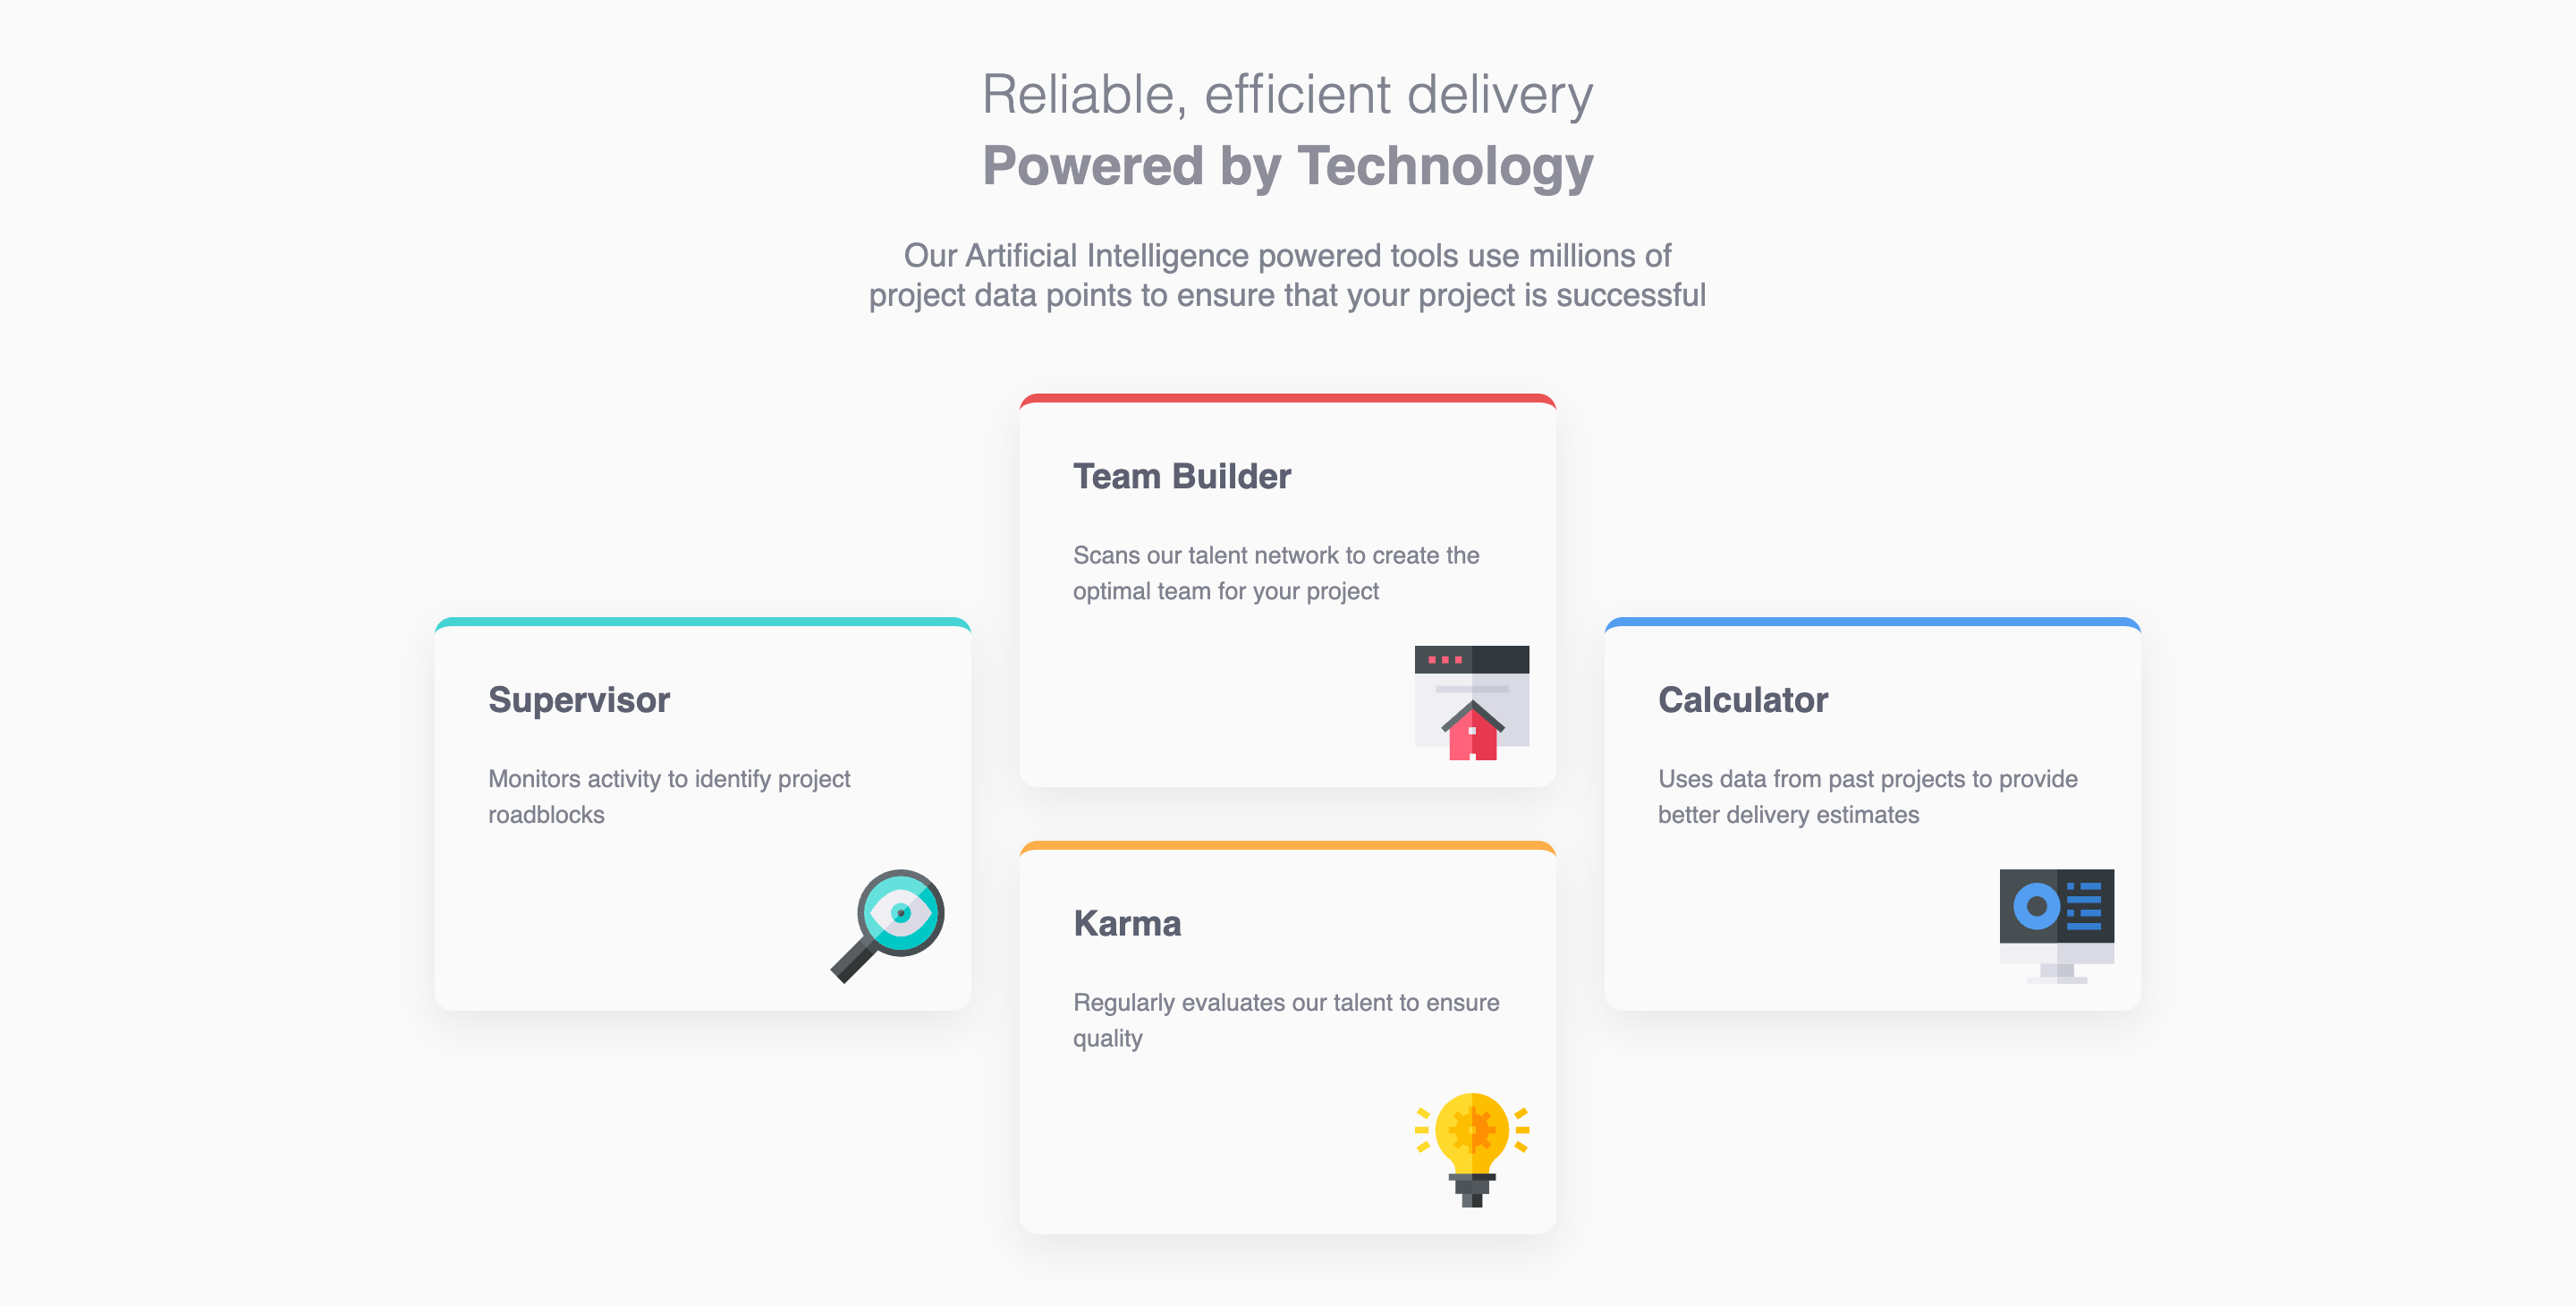 Reliable, efficient delivery
Powered by Technology
Our Artificial Intelligence powered tools use millions of
project data points to ensure that your project is successful
Supervisor
Monitors activity to identify project
roadblocks
Team Builder
Scans our talent network to create the
optimal team for your project
Karma
Regularly evaluates our talent to ensure
quality
Calculator
Uses data from past projects to provide
better delivery estimates